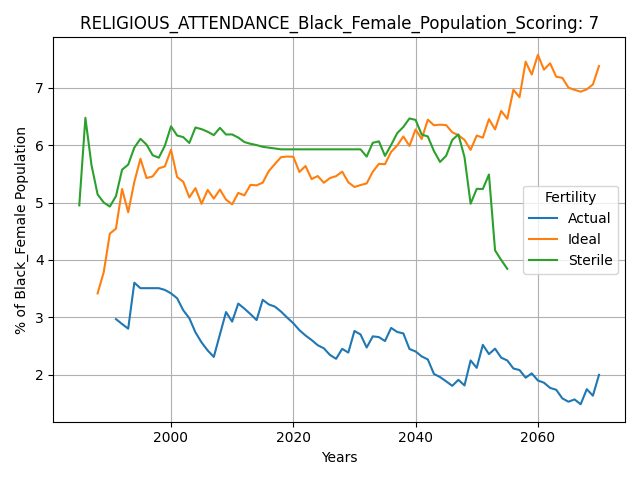 RELIGIOUS_ATTENDANCE_Black_Female_Population_Scoring: 7
% of Black_Female Population
7
6
5
4
3
2
Fertility
Actual
Ideal
Sterile
2000 2020 2040 2060
Years